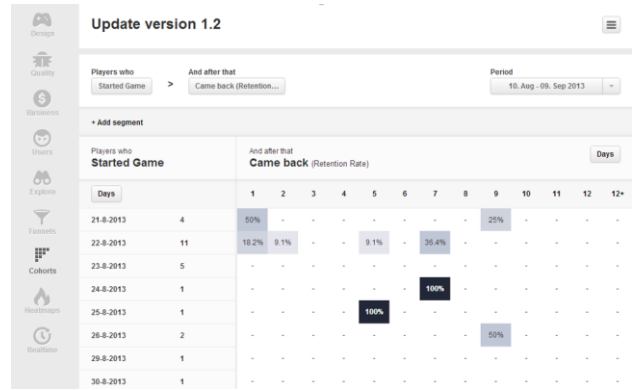 Design
Quality
Business
Users
Explore
Funnels
Cohorts
Heatmaps
Realtime
Update version 1.2
Players who
And after that
Period
Started Game > Came back (Retention... 10. Aug - 09. Sep 2013
+ Add segment
Players who
Started Game
And after that
Came back (Retention Rate)
Days
Days 1 2 3 4 5 6 7 8 9 10 11 12 12+
21-8-2013 4 50% - - - - - - - 25% - - - -
22-8-2013 11 18.2% 9.1% - - 9.1% - 36.4% - - - - - -
23-8-2013 5 - - - - - - - - - - - - -
24-8-2013 1 - - - - - - 100% - - - - - -
25-8-2013 1 - - - - 100% - - - - - - - -
26-8-2013 2 - - - - - - - - 50% - - - -
29-8-2013 1 - - - - - - - - - - - - -
30-8-2013 1 - - - - - - - - - - - - -